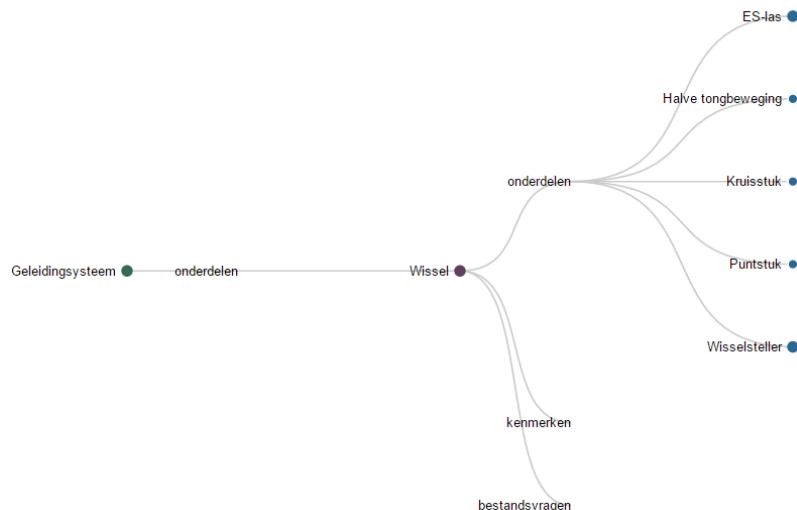 ES-las
Halve tongbeweging
onderdelen
Kruisstuk
Puntstuk
Geleidingsysteem
onderdelen
Wissel
Wisselsteller
kenmerken
bestandsvragen